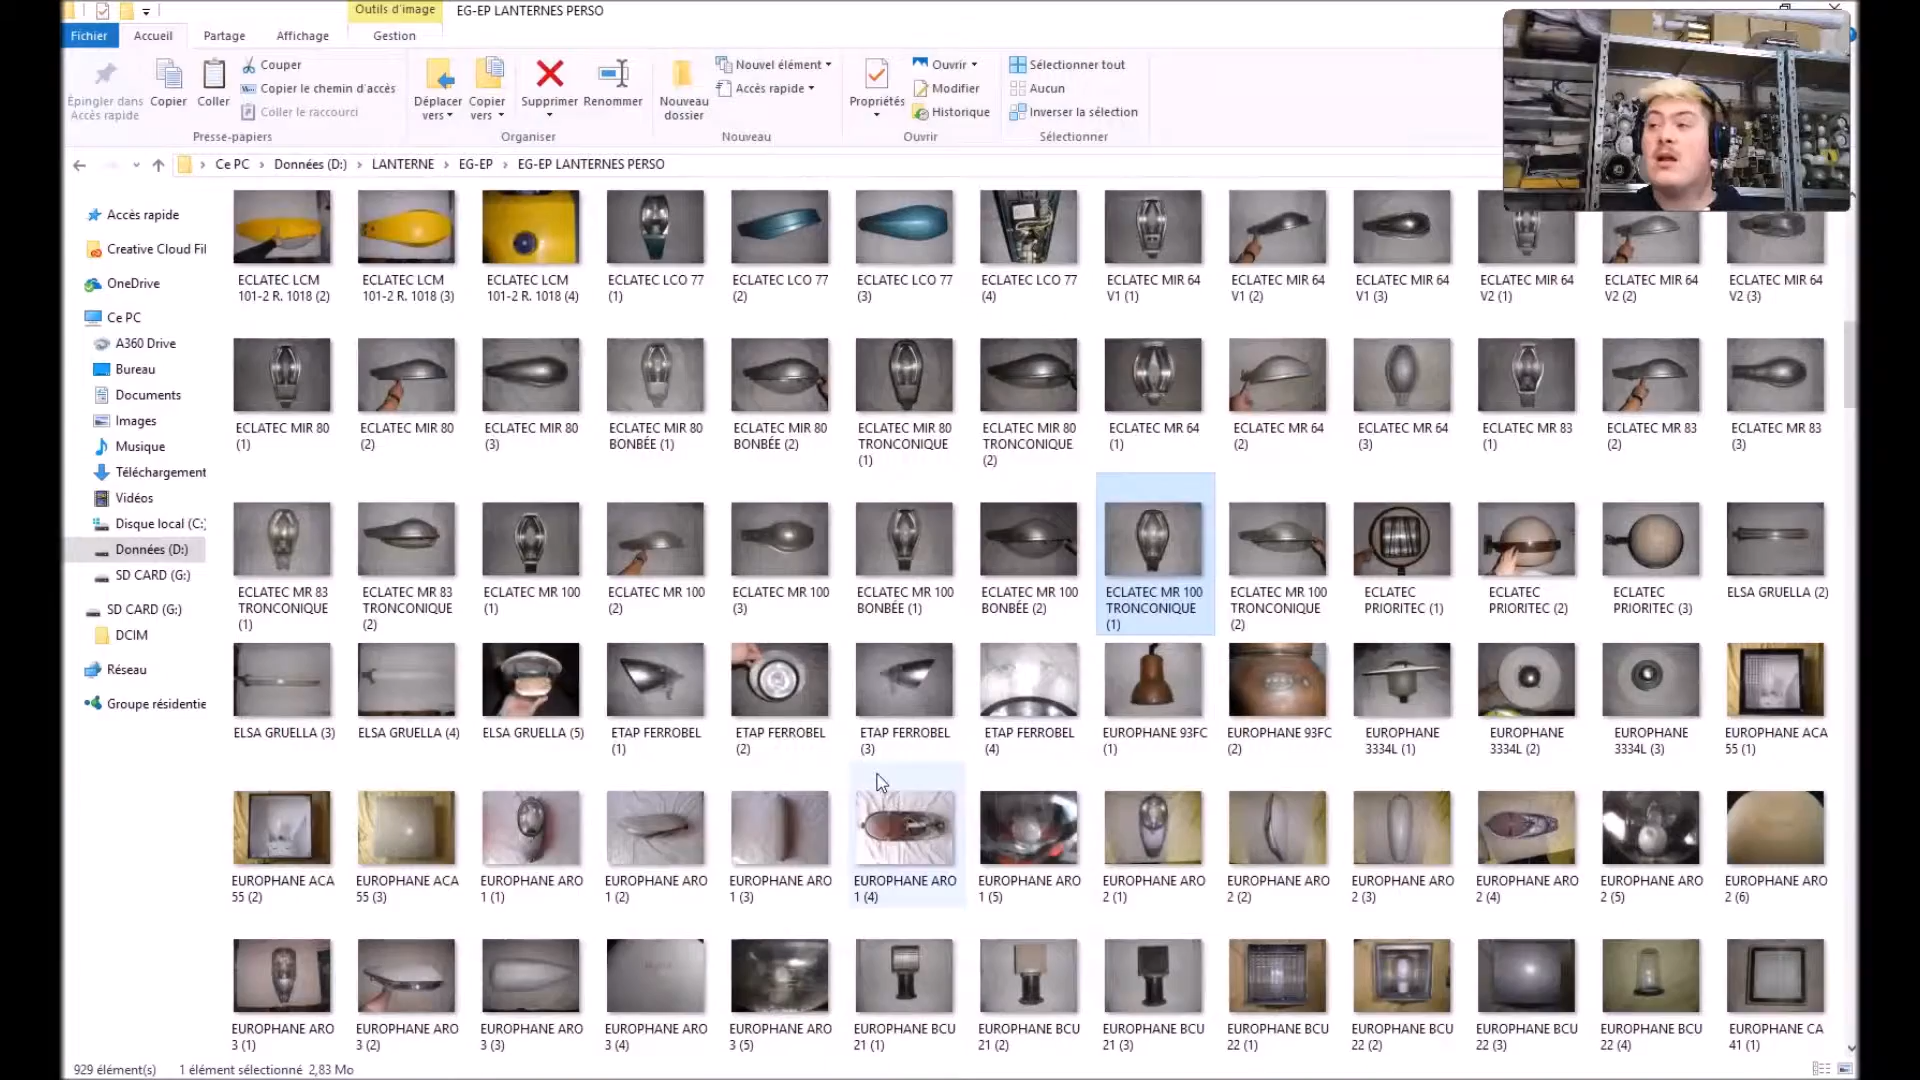 Outils d'image
EG-EP LANTERNES PERSO
Fichier
Accueil
Partage
Affichage
Gestion
Épingler dans
Accès rapide
Copier
Coller
Couper
Copier le chemin d'accès
Coller le raccourci
Presse-papiers
Déplacer
vers
Copier
vers
Supprimer
Renommer
Organiser
Nouveau
dossier
Nouvel élément
Accès rapide
Nouveau
Propriétés
Ouvrir
Modifier
Historique
Ouvrir
Sélectionner tout
Aucun
Inverser la sélection
Sélectionner
Ce PC > Données (D:) > LANTERNE > EG-EP > EG-EP LANTERNES PERSO
Accès rapide
Creative Cloud Fil
OneDrive
Ce PC
A360 Drive
Bureau
Documents
Images
Musique
Téléchargement
Vidéos
Disque local (C:)
Données (D:)
SD CARD (G:)
SD CARD (G:)
DCIM
Réseau
Groupe résidentie
ECLATEC LCM
101-2 R. 1018 (2)
ECLATEC LCM
101-2 R. 1018 (3)
ECLATEC LCM
101-2 R. 1018 (4)
ECLATEC LCO 77
(1)
ECLATEC LCO 77
(2)
ECLATEC LCO 77
(3)
ECLATEC LCO 77
(4)
ECLATEC MIR 64
V1 (1)
ECLATEC MIR 64
V1 (2)
ECLATEC MIR 64
V1 (3)
ECLATEC MIR 64
V2 (1)
ECLATEC MIR 64
V2 (2)
ECLATEC MIR 64
V2 (3)
ECLATEC MIR 80
(1)
ECLATEC MIR 80
(2)
ECLATEC MIR 80
(3)
ECLATEC MIR 80
BONBÉE (1)
ECLATEC MIR 80
BONBÉE (2)
ECLATEC MIR 80
TRONCONIQUE
(1)
ECLATEC MIR 80
TRONCONIQUE
(2)
ECLATEC MR 64
(1)
ECLATEC MR 64
(2)
ECLATEC MR 64
(3)
ECLATEC MR 83
(1)
ECLATEC MR 83
(2)
ECLATEC MR 83
(3)
ECLATEC MR 83
TRONCONIQUE
(1)
ECLATEC MR 83
TRONCONIQUE
(2)
ECLATEC MR 100
(1)
ECLATEC MR 100
(2)
ECLATEC MR 100
(3)
ECLATEC MR 100
BONBÉE (1)
ECLATEC MR 100
BONBÉE (2)
ECLATEC MR 100
TRONCONIQUE
(1)
ECLATEC MR 100
TRONCONIQUE
(2)
ECLATEC
PRIORITEC (1)
ECLATEC
PRIORITEC (2)
ECLATEC
PRIORITEC (3)
ELSA GRUELLA (2)
ELSA GRUELLA (3)
ELSA GRUELLA (4)
ELSA GRUELLA (5)
ETAP FERROBEL
(1)
ETAP FERROBEL
(2)
ETAP FERROBEL
(3)
ETAP FERROBEL
(4)
EUROPHANE 93FC
(1)
EUROPHANE 93FC
(2)
EUROPHANE
3334L (1)
EUROPHANE
3334L (2)
EUROPHANE
3334L (3)
EUROPHANE ACA
55 (1)
EUROPHANE ACA
55 (2)
EUROPHANE ACA
55 (3)
EUROPHANE ARO
1 (1)
EUROPHANE ARO
1 (2)
EUROPHANE ARO
1 (3)
EUROPHANE ARO
1 (4)
EUROPHANE ARO
1 (5)
EUROPHANE ARO
2 (1)
EUROPHANE ARO
2 (2)
EUROPHANE ARO
2 (3)
EUROPHANE ARO
2 (4)
EUROPHANE ARO
2 (5)
EUROPHANE ARO
2 (6)
EUROPHANE ARO
3 (1)
EUROPHANE ARO
3 (2)
EUROPHANE ARO
3 (3)
EUROPHANE ARO
3 (4)
EUROPHANE ARO
3 (5)
EUROPHANE BCU
21 (1)
EUROPHANE BCU
21 (2)
EUROPHANE BCU
21 (3)
EUROPHANE BCU
22 (1)
EUROPHANE BCU
22 (2)
EUROPHANE BCU
22 (3)
EUROPHANE BCU
22 (4)
EUROPHANE CA
41 (1)
929 élément(s)
1 élément sélectionné 2,83 Mo